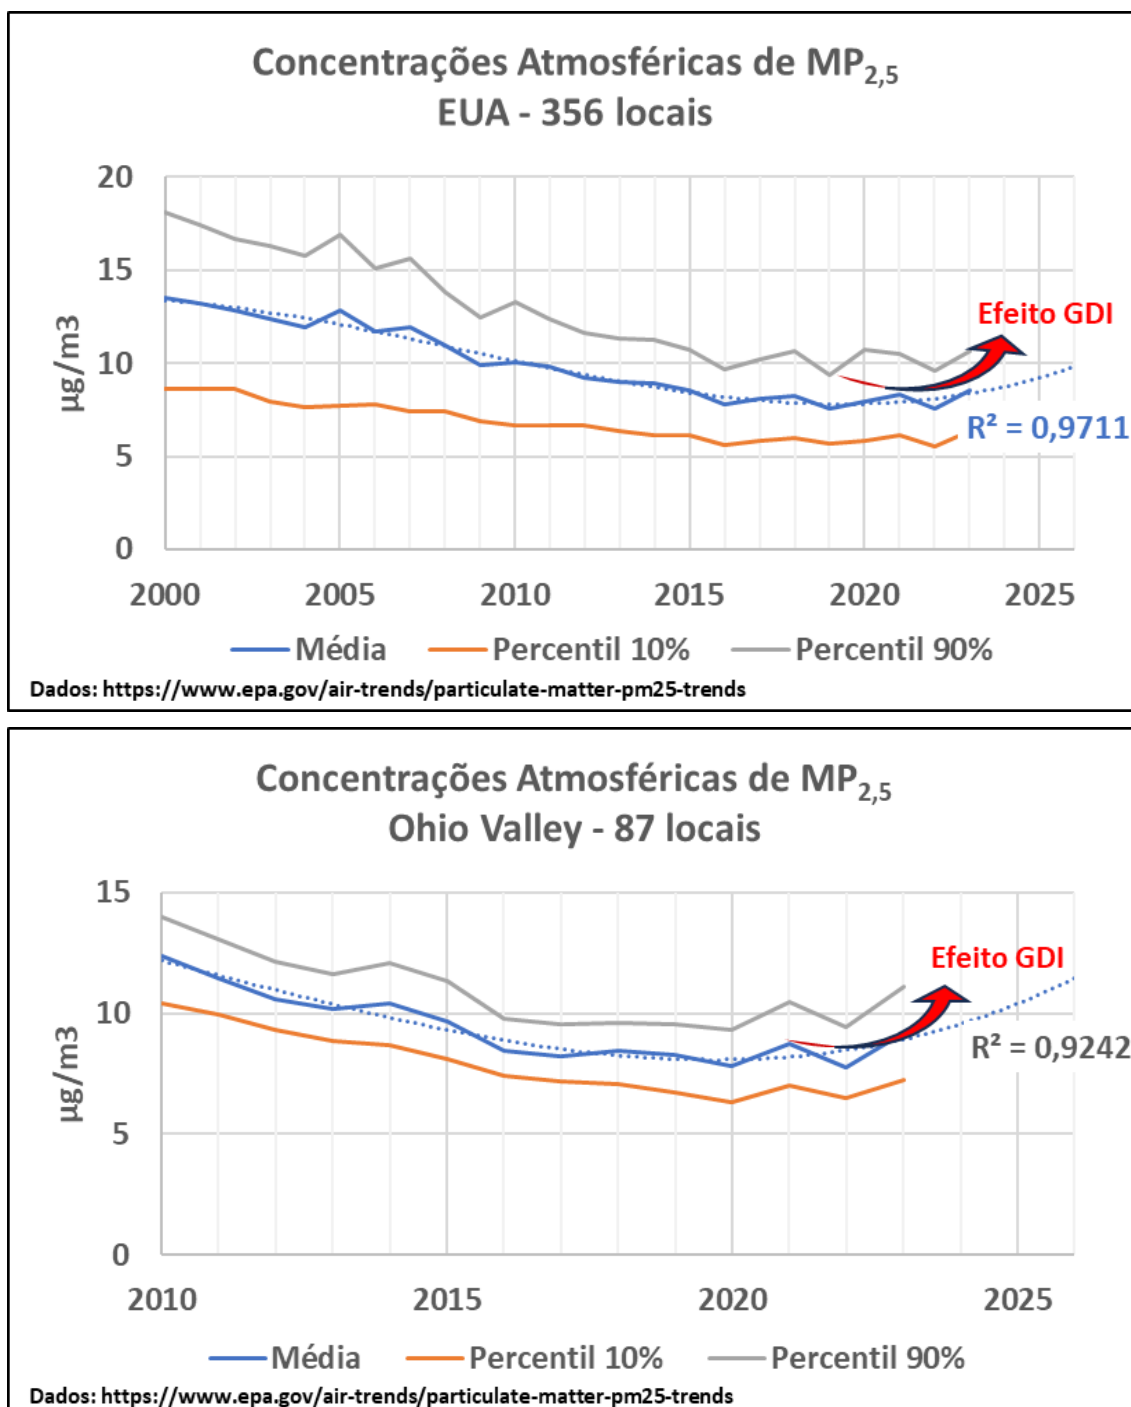 Concentrações Atmosféricas de MP2,5
EUA - 356 locais
20
15
10
5
0
µg/m3
Efeito GDI
R² = 0,9711
2000 2005 2010 2015 2020 2025
Média Percentil 10% Percentil 90%
Dados: https://www.epa.gov/air-trends/particulate-matter-pm25-trends
Concentrações Atmosféricas de MP2,5
Ohio Valley - 87 locais
15
10
5
0
µg/m3
Efeito GDI
R² = 0,9242
2010 2015 2020 2025
Média Percentil 10% Percentil 90%
Dados: https://www.epa.gov/air-trends/particulate-matter-pm25-trends